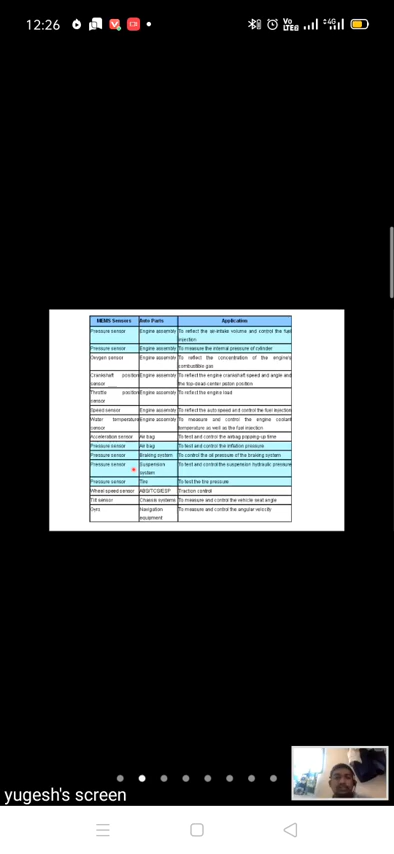 12:26
Vo
LTE
4G
MEMS Sensors Auto Parts Application
Pressure sensor Engine assembly To reflect the air-intake volume and control the fuel
injection
Pressure sensor Engine assembly To measure the internal pressure of cylinder
Oxygen sensor Engine assembly To reflect the concentration of the engine's
combustible gas
Crankshaft position Engine assembly To reflect the engine crankshaft speed and angle and
sensor the top-dead-center piston position
Throttle position Engine assembly To reflect the engine load
sensor
Speed sensor Engine assembly To reflect the auto speed and control the fuel injection
Water temperature Engine assembly To measure and control the engine coolant
sensor temperature as well as the fuel injection
Acceleration sensor Air bag To test and control the airbag popping-up time
Pressure sensor Air bag To test and control the inflation pressure
Pressure sensor Braking system To control the oil pressure of the braking system
Pressure sensor Suspension To test and control the suspension hydraulic pressure
system
Pressure sensor Tire To test the tire pressure
Wheel speed sensor ABS/TCS/ESP Traction control
Tilt sensor Chassis systems To measure and control the vehicle seat angle
Gyro Navigation To measure and control the angular velocity
equipment
yugesh's screen